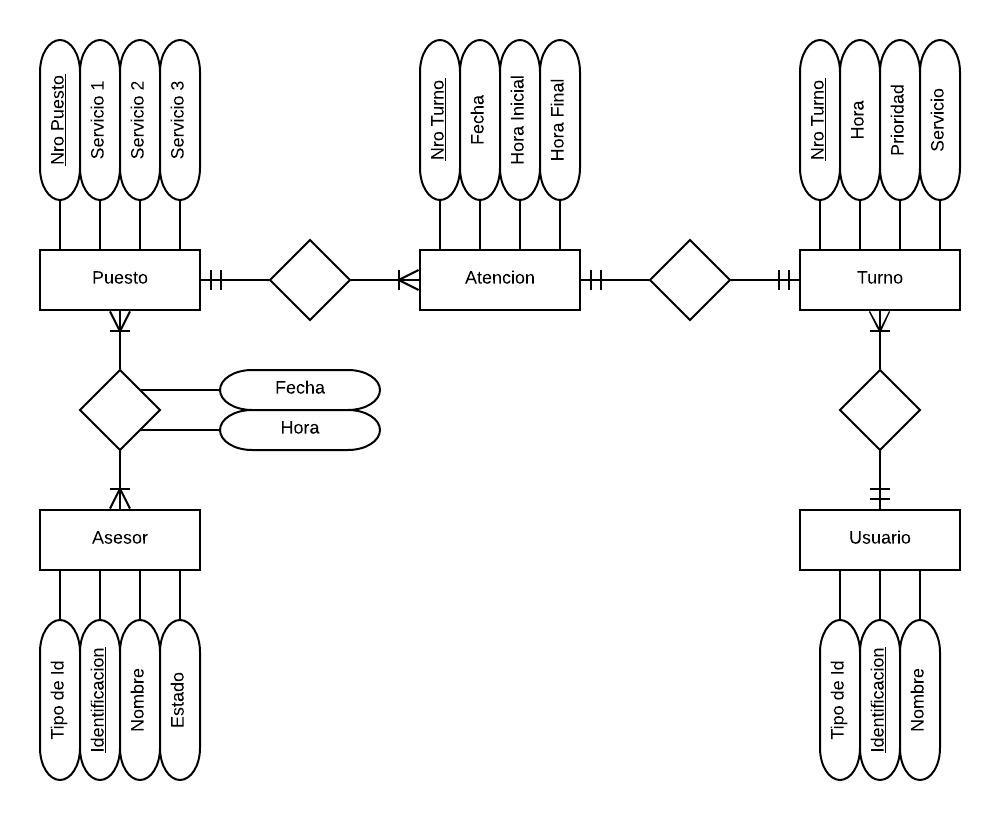 Nro Puesto
Servicio 1
Servicio 2
Servicio 3
Nro Turno
Fecha
Hora Inicial
Hora Final
Nro Turno
Hora
Prioridad
Servicio
Puesto
Atencion
Turno
Fecha
Hora
Asesor
Usuario
Tipo de Id
Identificacion
Nombre
Estado
Tipo de Id
Identificacion
Nombre